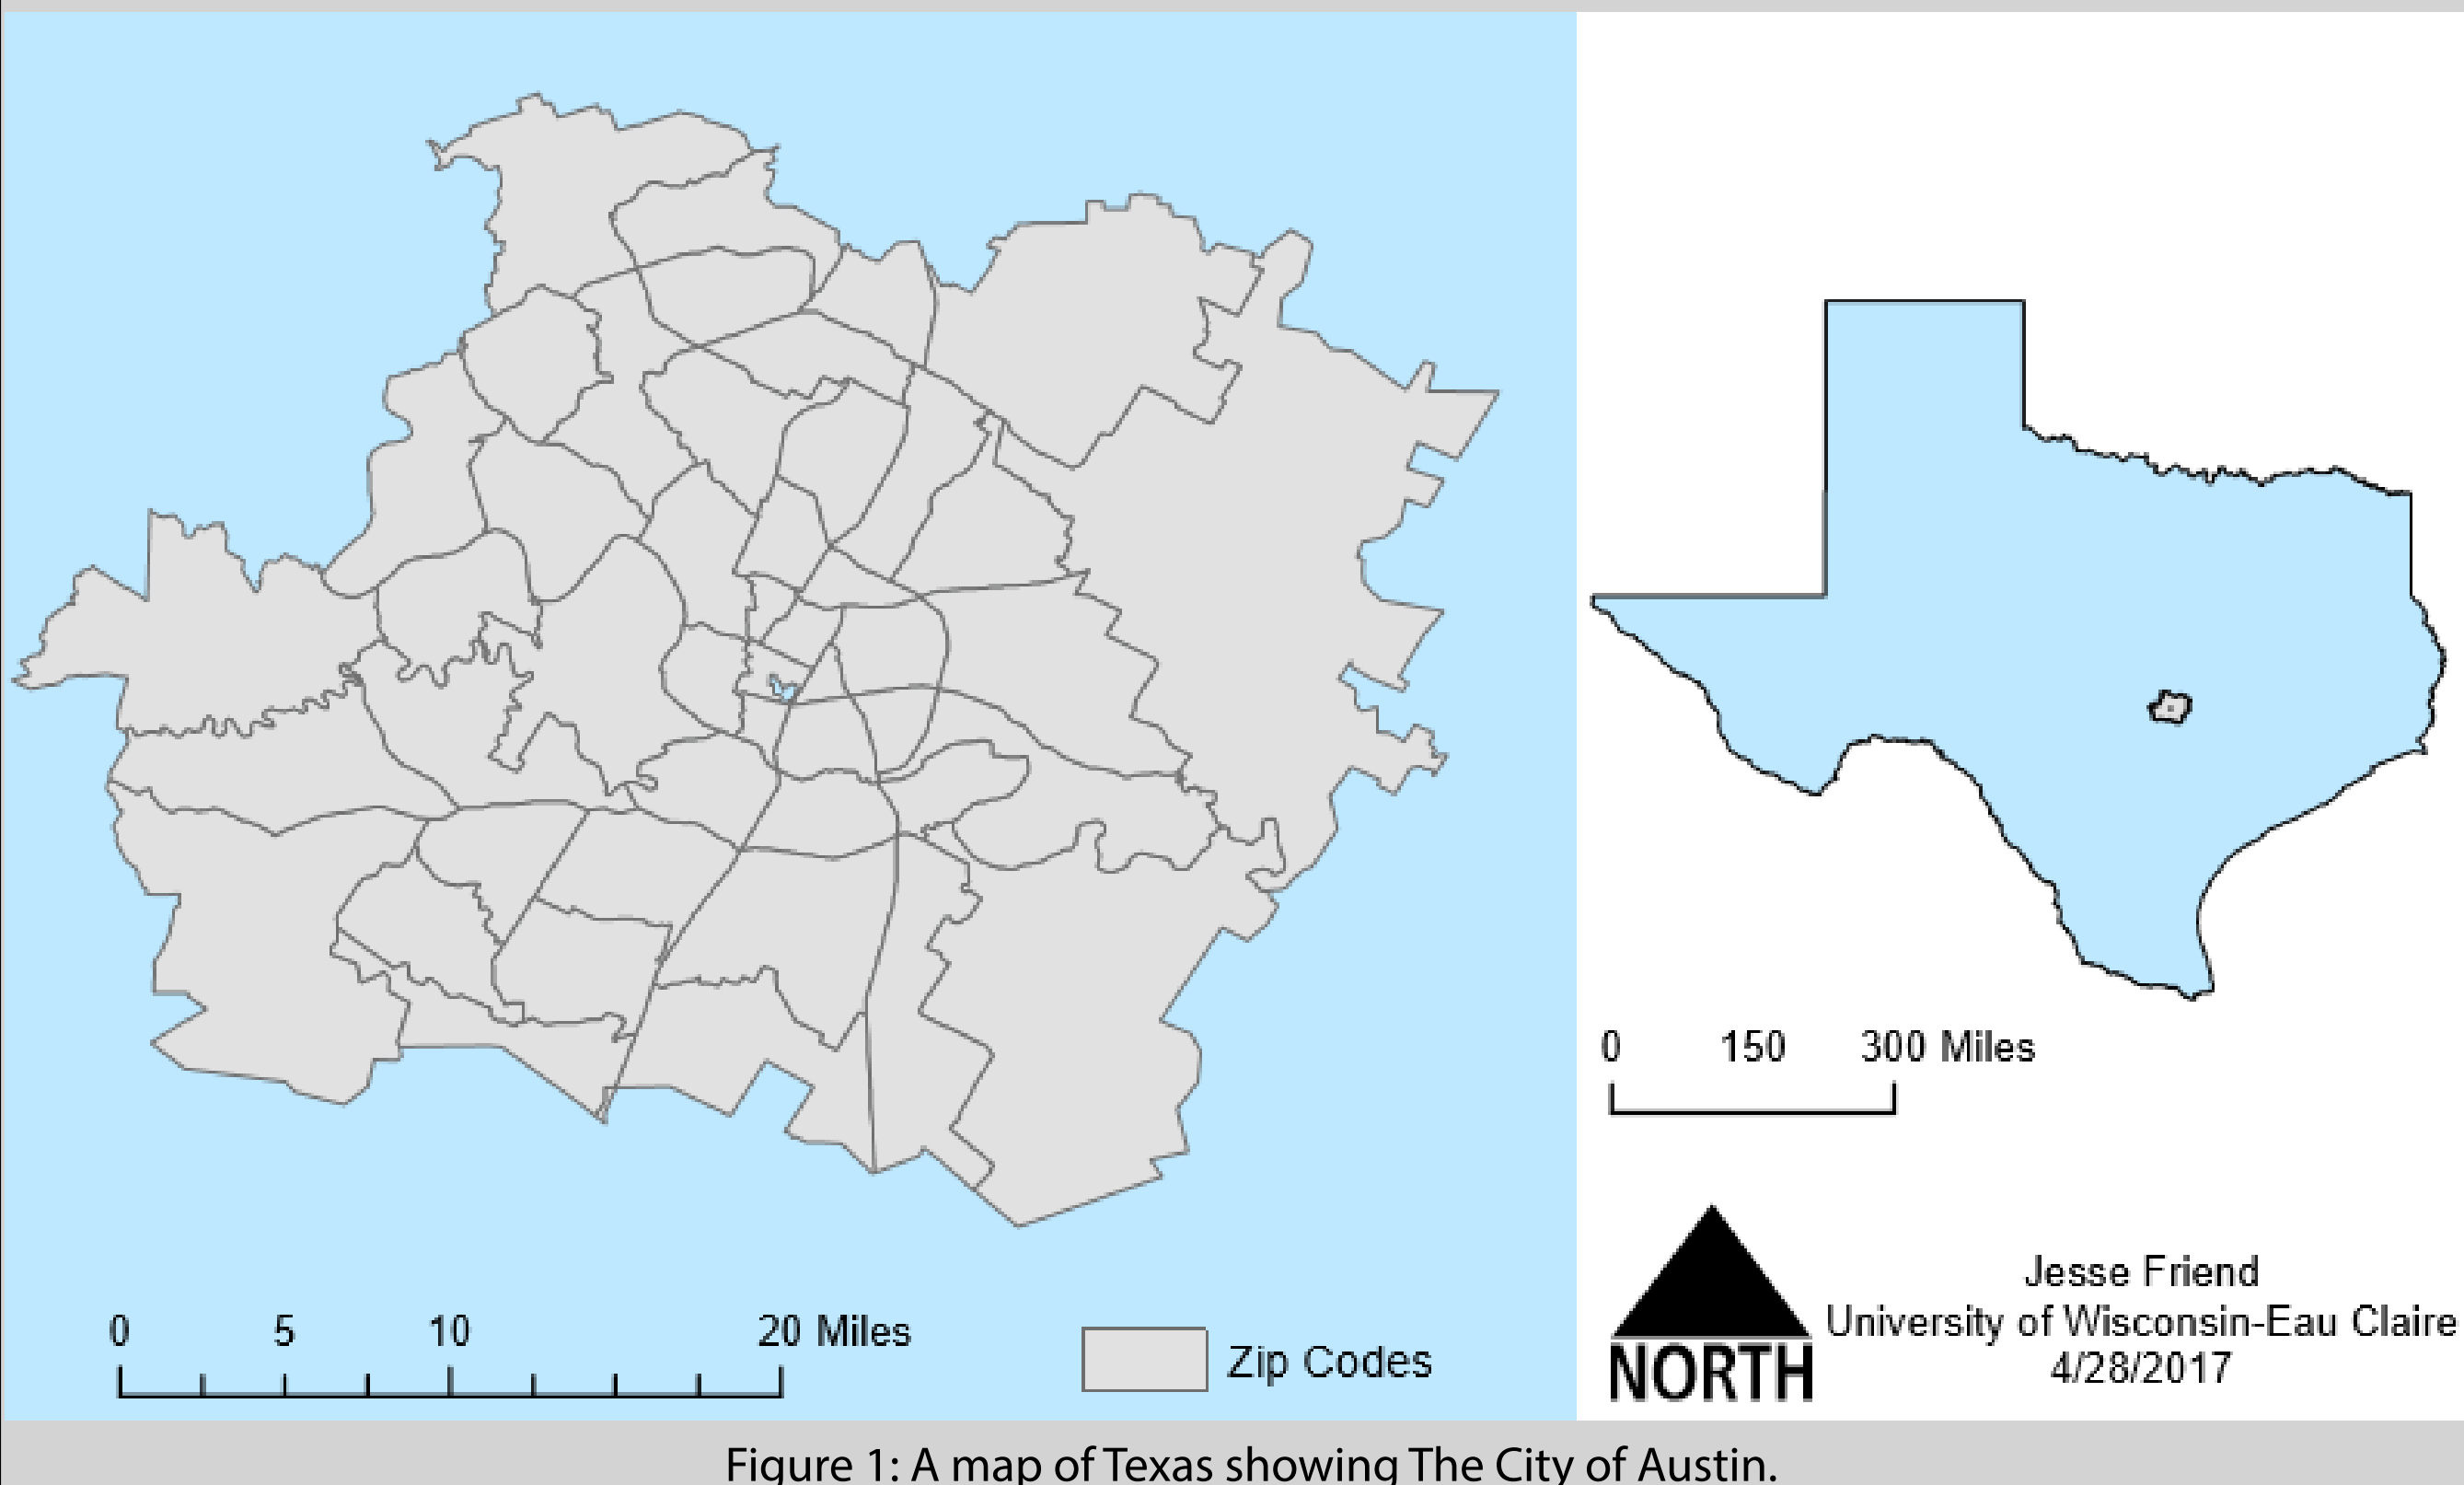 0 5 10 20 Miles
Zip Codes
0 150 300 Miles
NORTH
Jesse Friend
University of Wisconsin-Eau Claire
4/28/2017
Figure 1: A map of Texas showing The City of Austin.